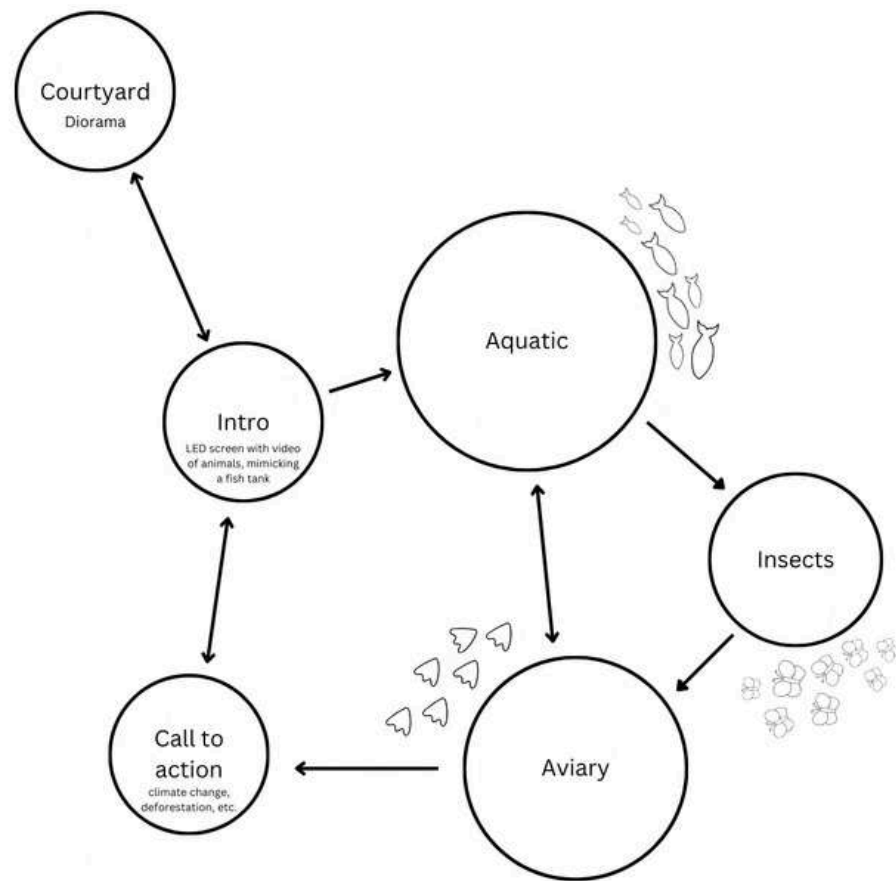 Courtyard
Diorama
Aquatic
Intro
LED screen with video
of animals, mimicking
a fish tank
Insects
Call to
action
climate change,
deforestation, etc.
Aviary